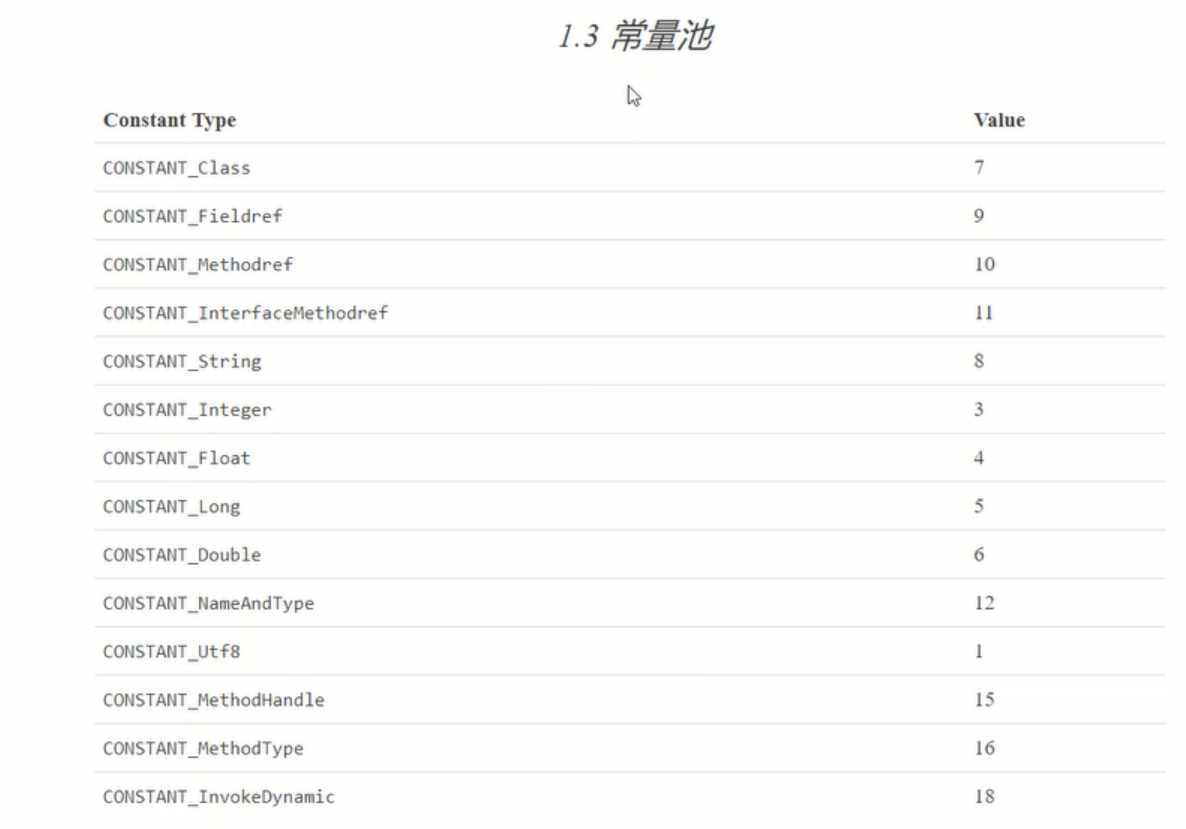 1.3 常量池
Constant Type Value
CONSTANT_Class 7
CONSTANT_Fieldref 9
CONSTANT_Methodref 10
CONSTANT_InterfaceMethodref 11
CONSTANT_String 8
CONSTANT_Integer 3
CONSTANT_Float 4
CONSTANT_Long 5
CONSTANT_Double 6
CONSTANT_NameAndType 12
CONSTANT_Utf8 1
CONSTANT_MethodHandle 15
CONSTANT_MethodType 16
CONSTANT_InvokeDynamic 18